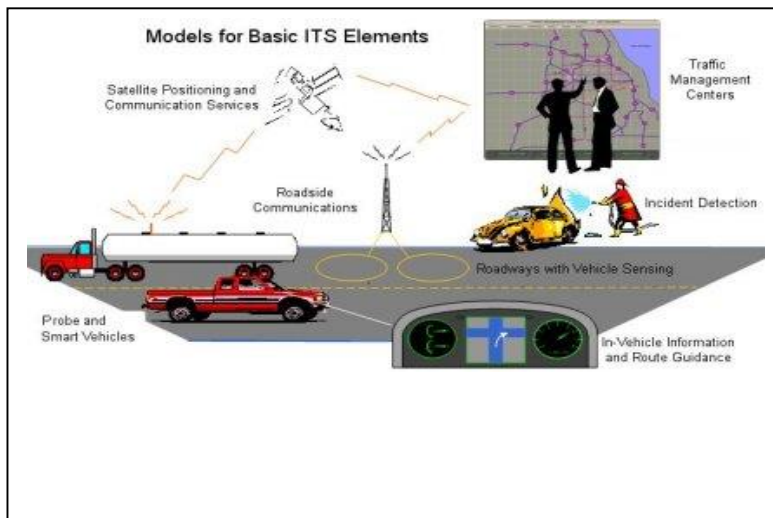 Models for Basic ITS Elements
Satellite Positioning and
Communication Services
Traffic
Management
Centers
Roadside
Communications
Incident Detection
Roadways with Vehicle Sensing
Probe and
Smart Vehicles
In-Vehicle Information
and Route Guidance